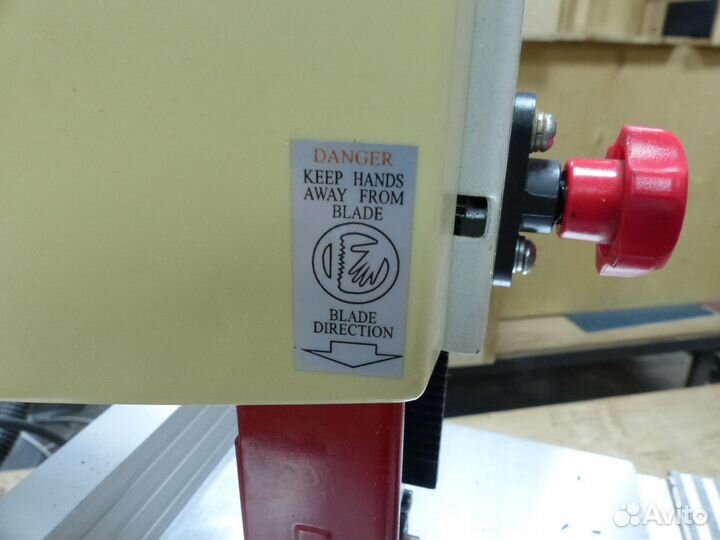 DANGER
KEEP HANDS
AWAY FROM
BLADE
BLADE
DIRECTION
Avito